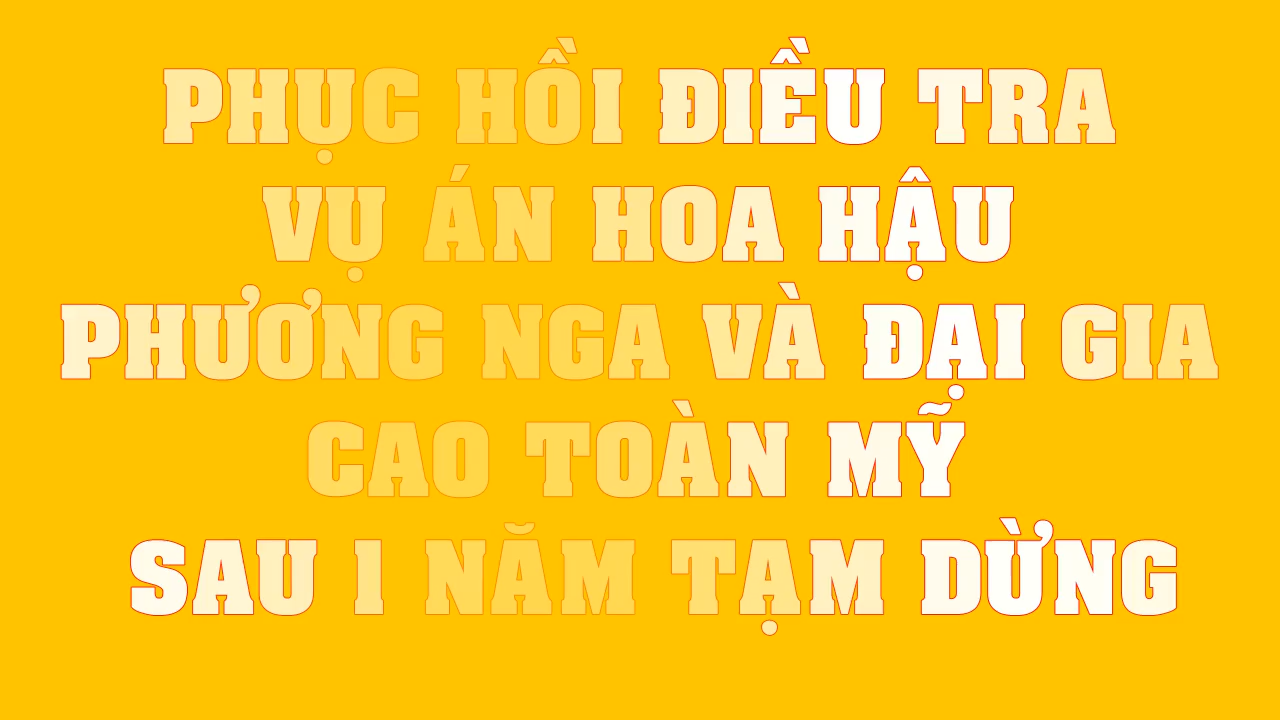 PHỤC HỒI ĐIỀU TRA
VỤ ÁN HOA HẬU
PHƯƠNG NGA VÀ ĐẠI GIA
CAO TOÀN MỸ
SAU 1 NĂM TẠM DỪNG